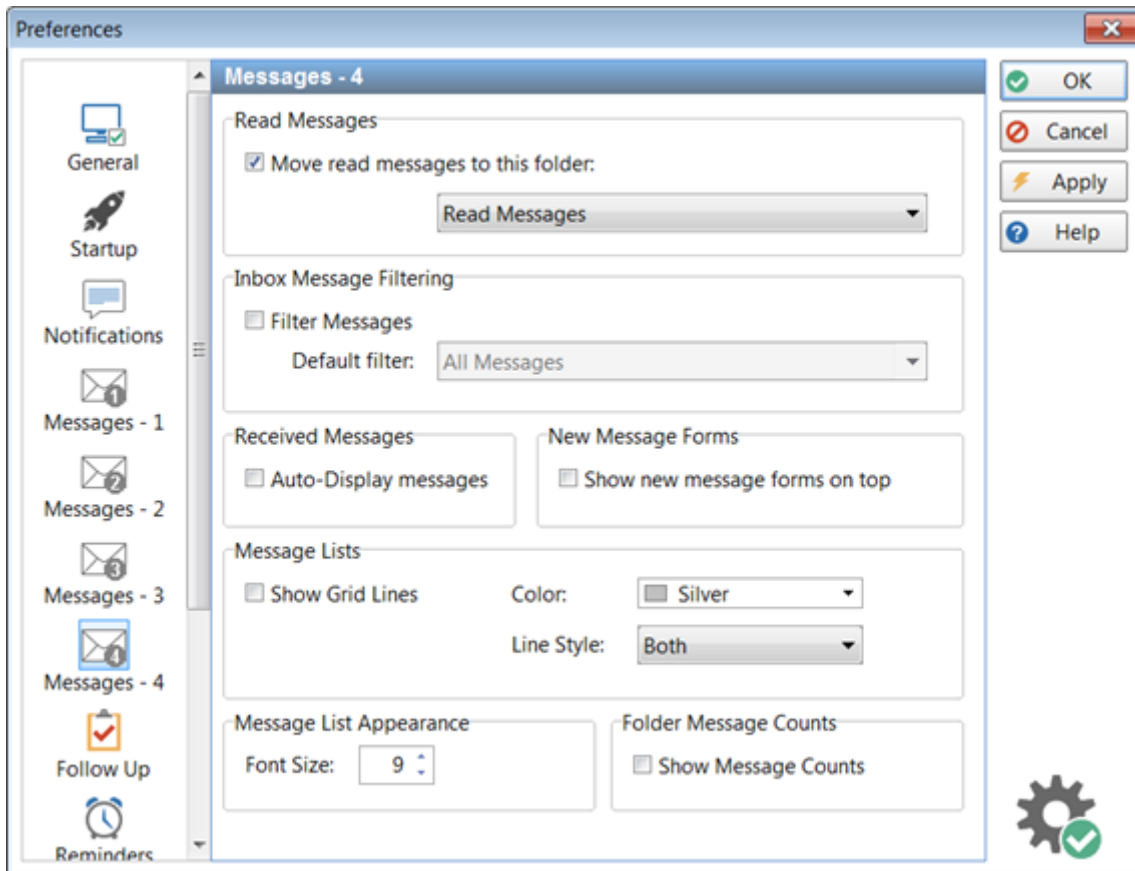 Preferences
General
Startup
Notifications
1
Messages - 1
2
Messages - 2
3
Messages - 3
4
Messages - 4
Follow Up
Reminders
Messages - 4
Read Messages
Move read messages to this folder:
Read Messages
Inbox Message Filtering
Filter Messages
Default filter: All Messages
Received Messages
Auto-Display messages
New Message Forms
Show new message forms on top
Message Lists
Show Grid Lines
Color: Silver
Line Style: Both
Message List Appearance
Font Size: 9
Folder Message Counts
Show Message Counts
OK
Cancel
Apply
? Help